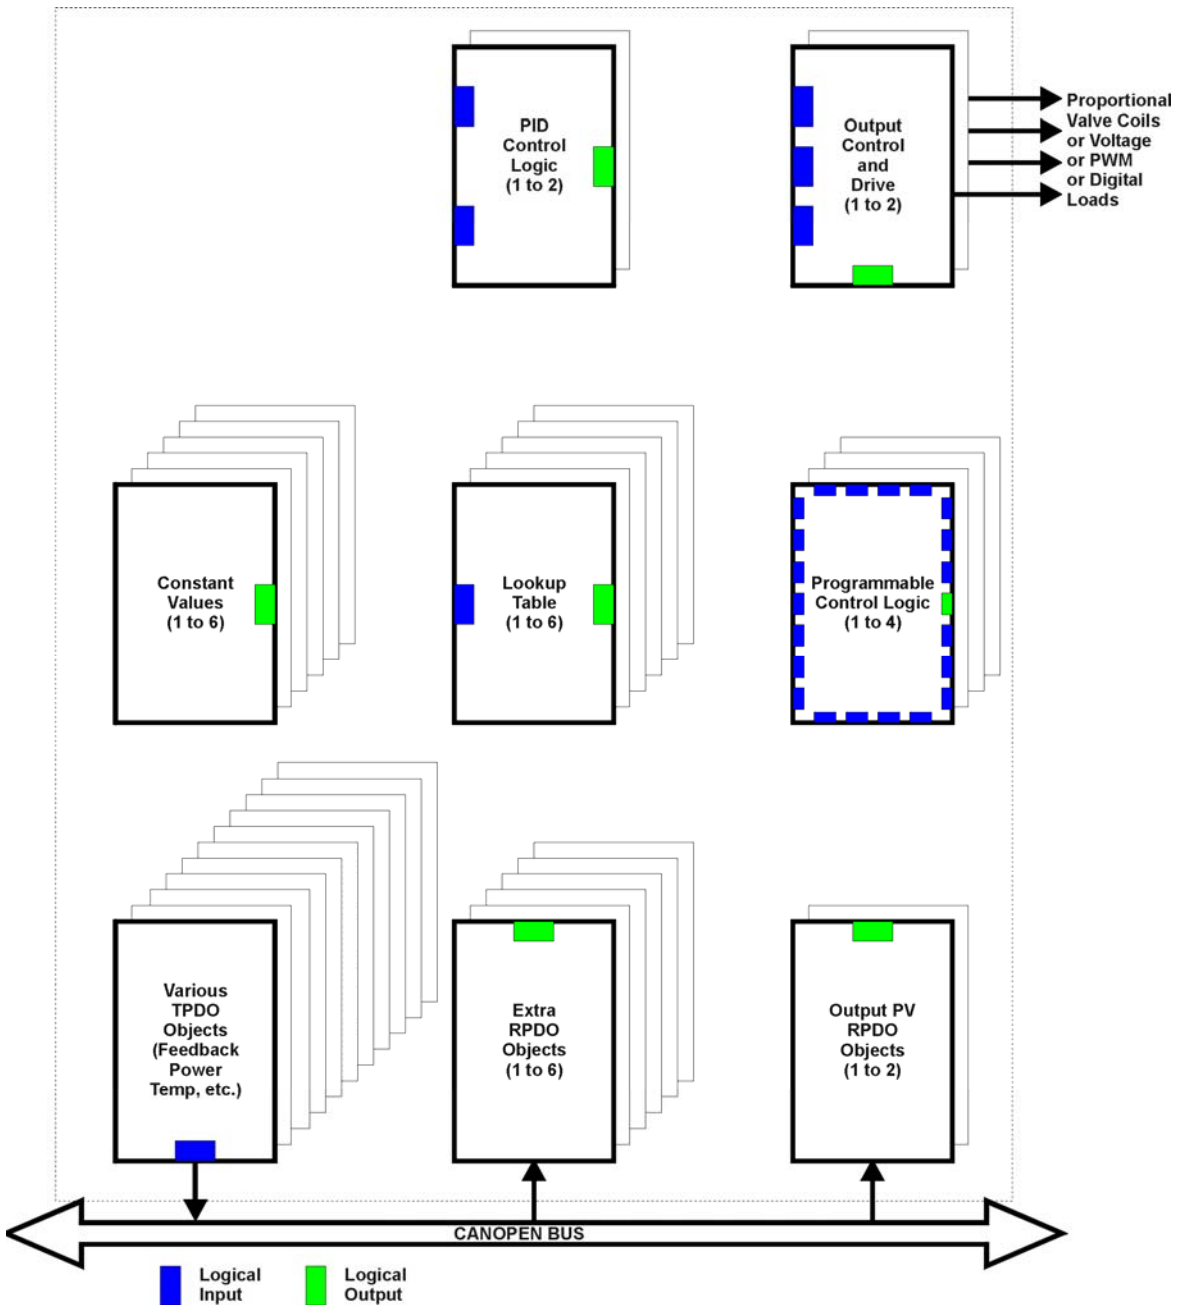 PID
Control
Logic
(1 to 2)
Output
Control
and
Drive
(1 to 2)
Proportional
Valve Coils
or Voltage
or PWM
or Digital
Loads
Constant
Values
(1 to 6)
Lookup
Table
(1 to 6)
Programmable
Control Logic
(1 to 4)
Various
TPDO
Objects
(Feedback
Power
Temp, etc.)
Extra
RPDO
Objects
(1 to 6)
Output PV
RPDO
Objects
(1 to 2)
CANOPEN BUS
Logical
Input
Logical
Output